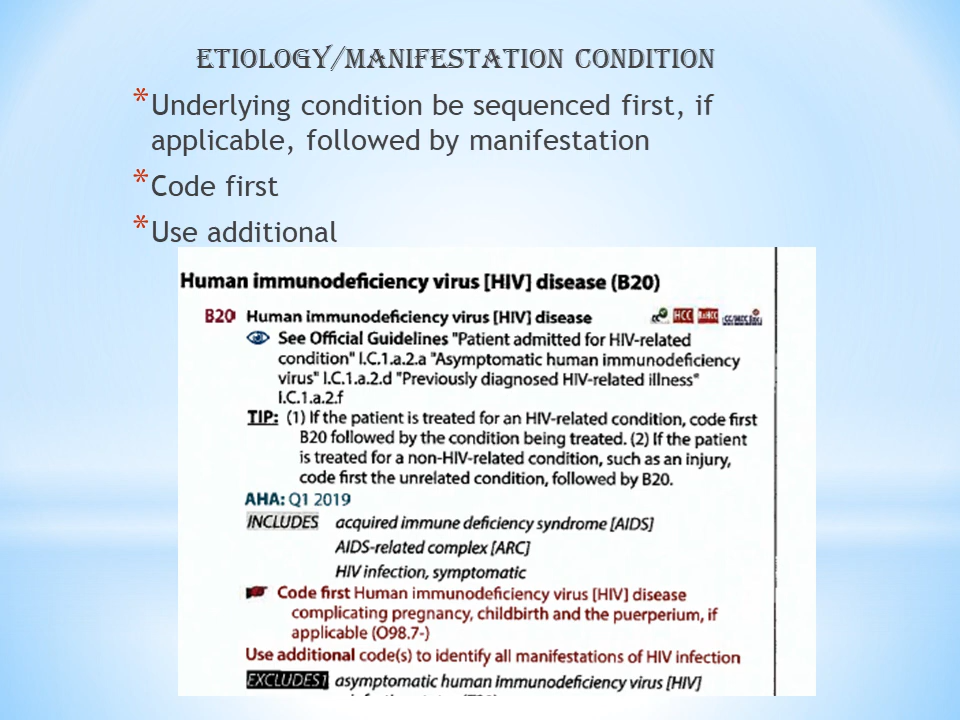 ETIOLOGY/MANIFESTATION CONDITION
* Underlying condition be sequenced first, if
applicable, followed by manifestation
* Code first
* Use additional
Human immunodeficiency virus [HIV] disease (B20)
B20 Human immunodeficiency virus [HIV] disease HCC RxHCC
See Official Guidelines "Patient admitted for HIV-related
condition" I.C.1.a.2.a "Asymptomatic human immunodeficiency
virus" I.C.1.a.2.d "Previously diagnosed HIV-related illness"
I.C.1.a.2.f
TIP: (1) If the patient is treated for an HIV-related condition, code first
B20 followed by the condition being treated. (2) If the patient
is treated for a non-HIV-related condition, such as an injury,
code first the unrelated condition, followed by B20.
AHA: Q1 2019
INCLUDES acquired immune deficiency syndrome [AIDS]
AIDS-related complex [ARC]
HIV infection, symptomatic
Code first Human immunodeficiency virus [HIV] disease
complicating pregnancy, childbirth and the puerperium, if
applicable (O98.7-)
Use additional code(s) to identify all manifestations of HIV infection
EXCLUDES1 asymptomatic human immunodeficiency virus [HIV]